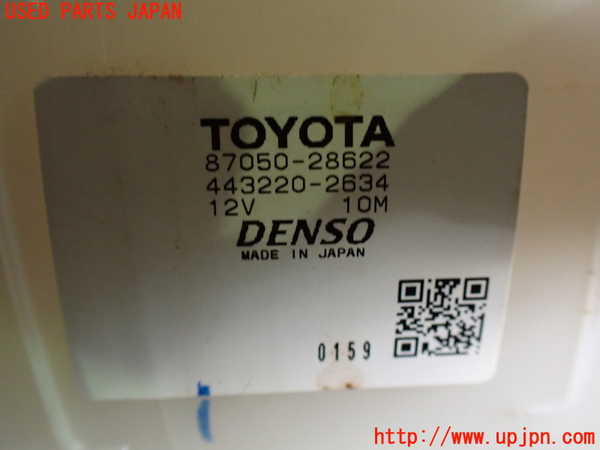 USED PARTS JAPAN
TOYOTA
87050-28622
443220-2634
12V 10M
DENSO
MADE IN JAPAN
0159
http://www.upjpn.com